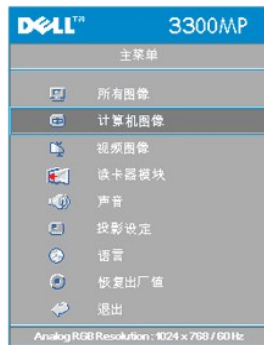 DELL™ 3300MP
主菜单
所有图像
计算机图像
视频图像
读卡器模块
声音
投影设定
语言
恢复出厂值
退出
Analog RGB Resolution : 1024 x 768 / 60 Hz